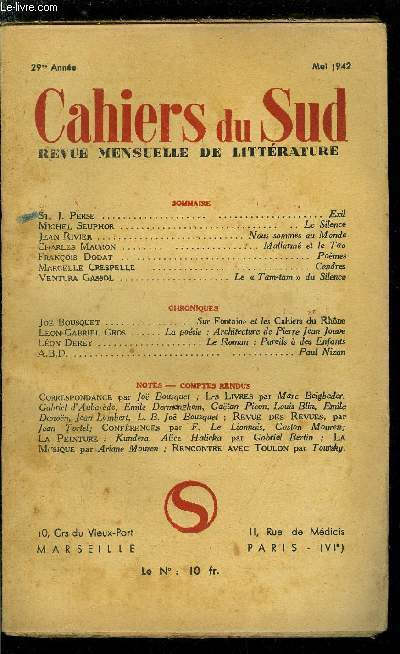 Le-livre.com
29me Année Mai 1942
Cahiers du Sud
REVUE MENSUELLE DE LITTÉRATURE
SOMMAIRE
ST. J. PERSE .......... Exil
MICHEL SEUPHOR .......... Le Silence
JEAN RIVIER .......... Nous sommes au Monde
CHARLES MAURON .......... Mallarmé et le Tao
FRANÇOIS DODAT .......... Poèmes
MARCELLE CRESPELLE .......... Cendres
VENTURA GASSOL .......... Le « Tam-tam » du Silence
CHRONIQUES
JOE BOUSQUET .......... Sur Fontaine et les Cahiers du Rhône
LÉON-GABRIEL GROS .......... La poésie : Architecture de Pierre Jean Jouve
LÉON DEREY .......... Le Roman : Pareils à des Enfants
A.B.D. .......... Paul Nizan
NOTES — COMPTES RENDUS
CORRESPONDANCE par Joë Bousquet ; LES LIVRES par Marc Beigbeder,
Gabriel d'Aubarède, Emile Dermenghem, Gaëtan Picon, Louis Blin, Emile
Danoën, Jean Lambert, L. B. Joë Bousquet ; REVUE DES REVUES, par
Jean Tortel ; CONFÉRENCES par F. Le Lionnais, Gaston Mouren ;
LA PEINTURE : Kundera, Alice Halicka par Gabriel Bertin ; LA
MUSIQUE par Ariane Mouren ; RENCONTRE AVEC TOULON par Toursky.
S
10, Crs du Vieux-Port 11, Rue de Médicis
MARSEILLE PARIS - (VIe)
Le N° : 10 fr.